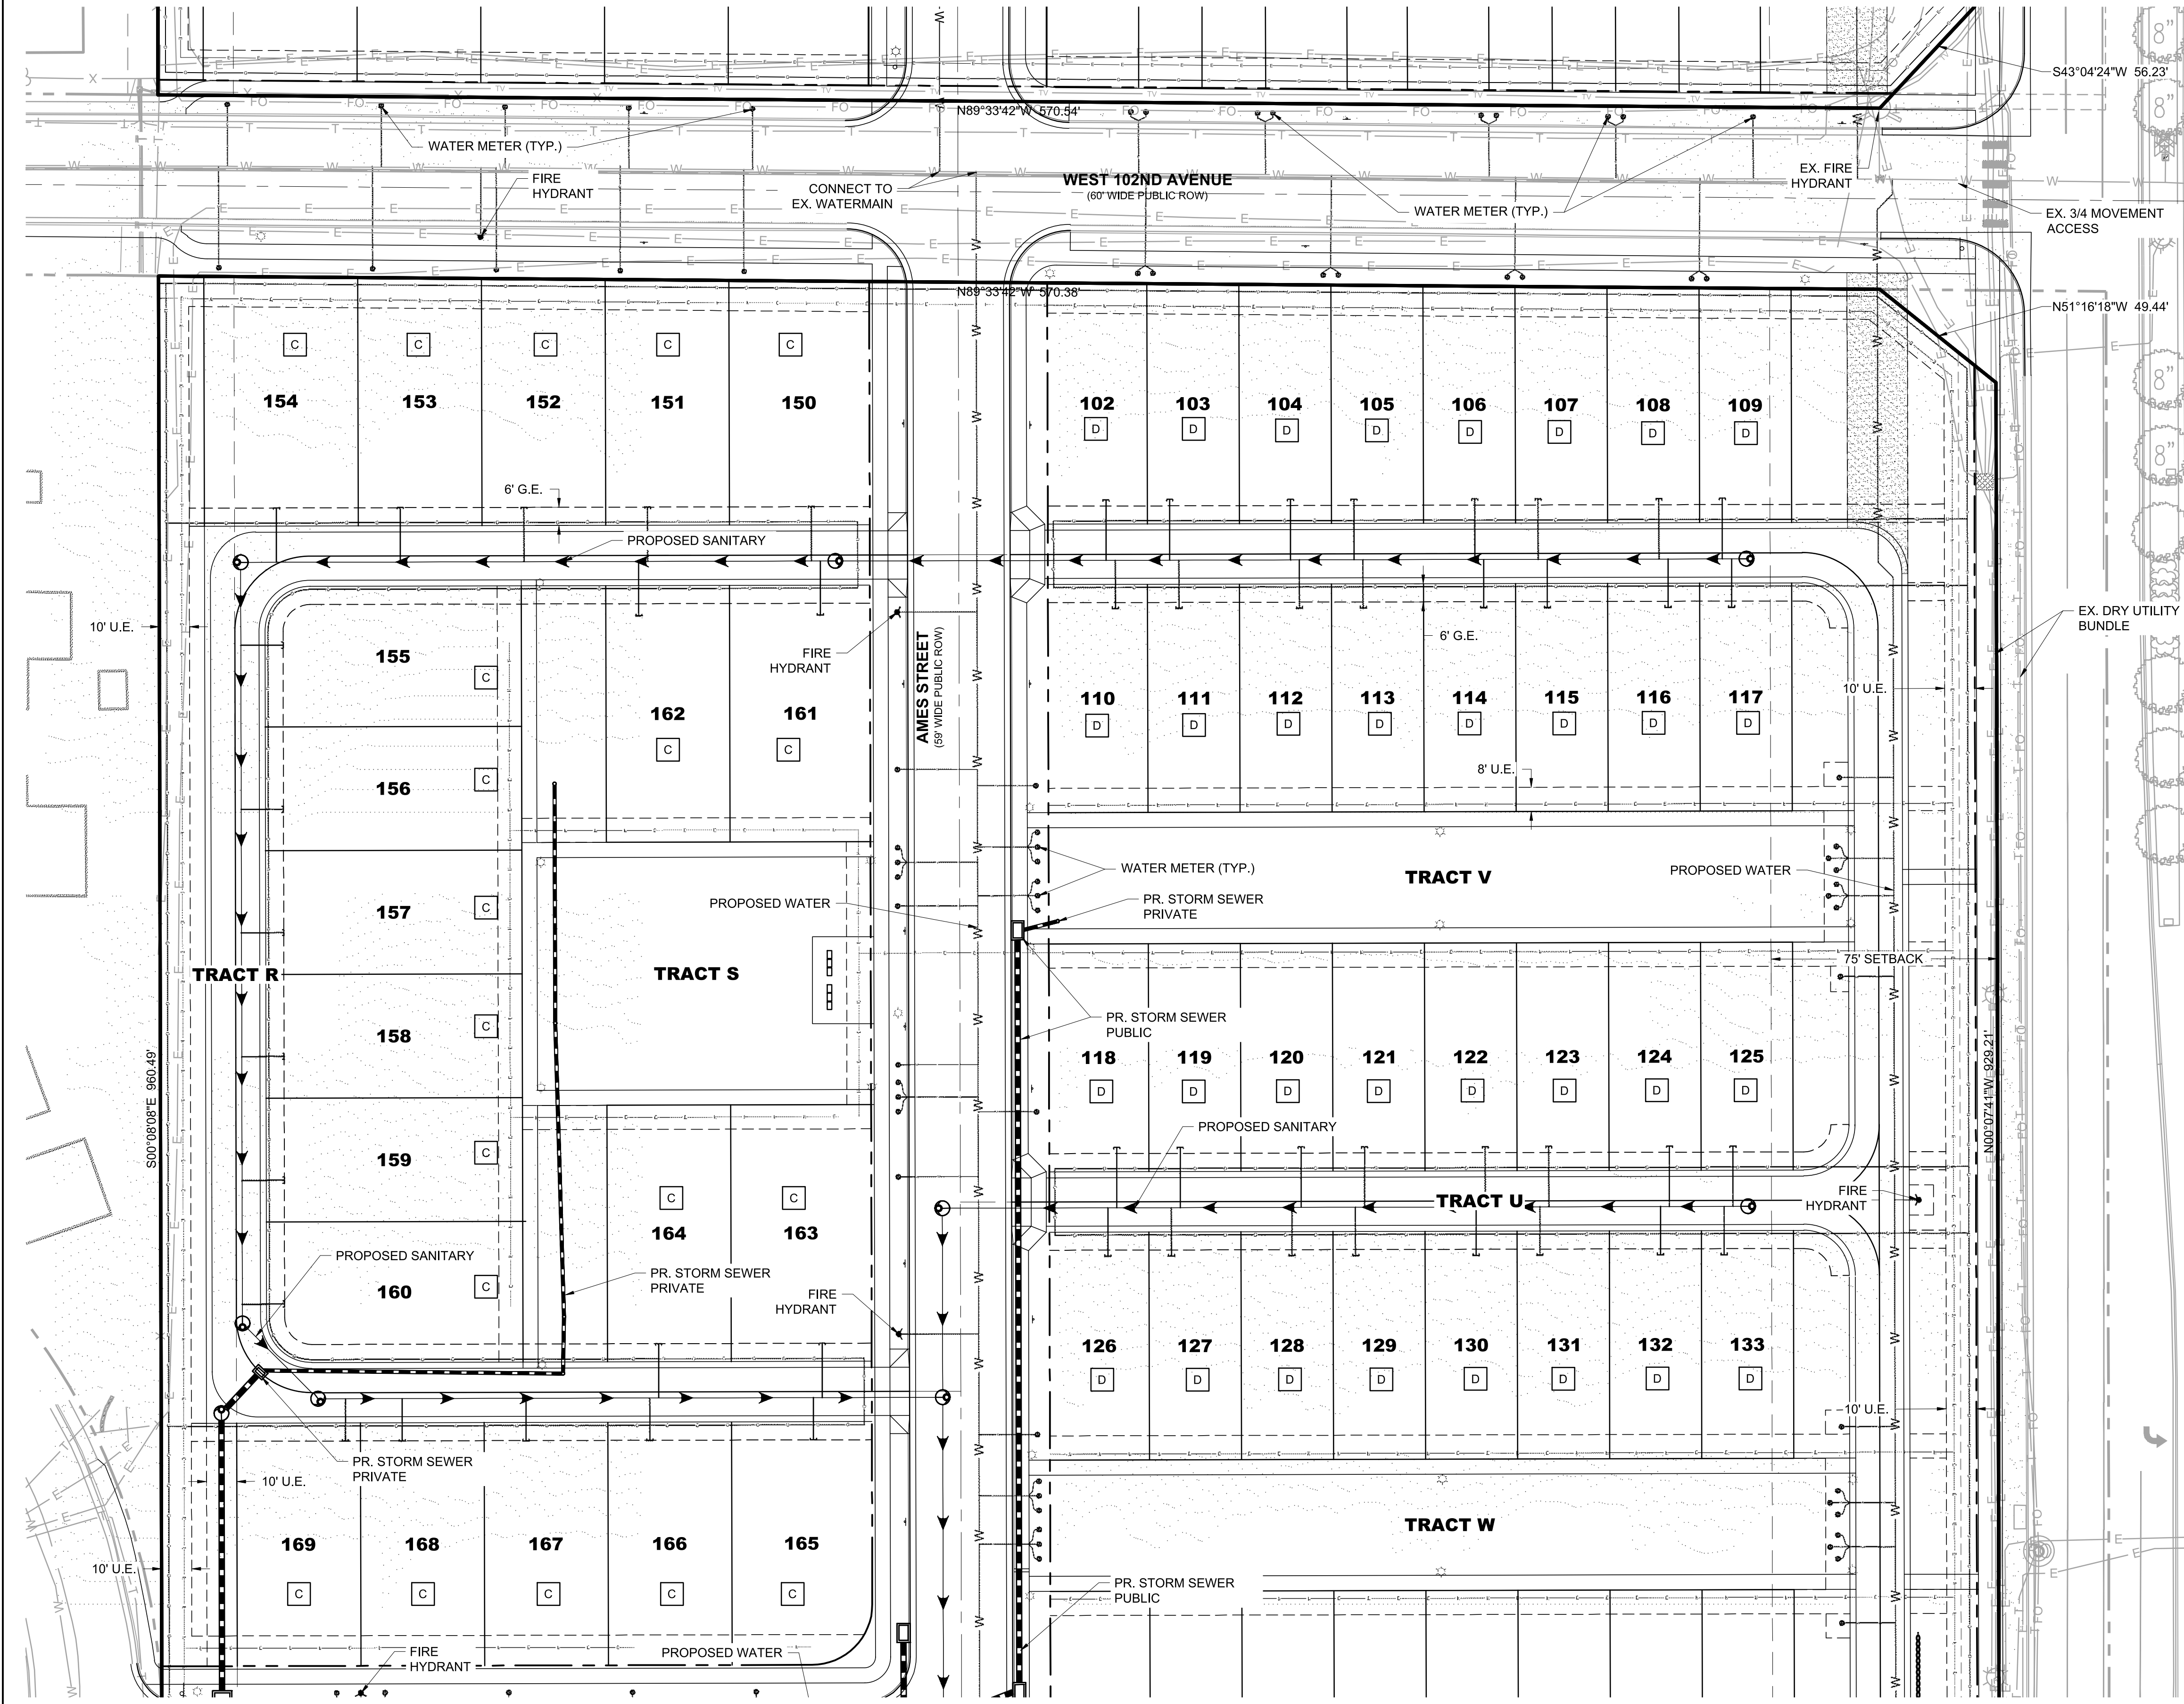 S43°04'24"W 56.23'
8"
8"
N89°33'42"W 570.54'
WATER METER (TYP.)
FIRE
HYDRANT
CONNECT TO
EX. WATERMAIN
WEST 102ND AVENUE
(60' WIDE PUBLIC ROW)
WATER METER (TYP.)
EX. FIRE
HYDRANT
EX. 3/4 MOVEMENT
ACCESS
N89°33'42"W 570.38'
N51°16'18"W 49.44'
8"
8"
C C C C C
154 153 152 151 150
102 103 104 105 106 107 108 109
D D D D D D D D
6' G.E.
PROPOSED SANITARY
10' U.E.
155
C
FIRE
HYDRANT
AMES STREET
(59' WIDE PUBLIC ROW)
6' G.E.
EX. DRY UTILITY
BUNDLE
10' U.E.
162 161
C C
110 111 112 113 114 115 116 117
D D D D D D D D
156
C
8' U.E.
WATER METER (TYP.)
TRACT V
PROPOSED WATER
157
C
PROPOSED WATER
PR. STORM SEWER
PRIVATE
TRACT R
TRACT S
75' SETBACK
158
C
PR. STORM SEWER
PUBLIC
S00°08'08"E 960.49'
N00°07'41"W 929.21'
118 119 120 121 122 123 124 125
D D D D D D D D
PROPOSED SANITARY
159
C
C C
164 163
TRACT U
FIRE
HYDRANT
PROPOSED SANITARY
160
C
PR. STORM SEWER
PRIVATE
FIRE
HYDRANT
126 127 128 129 130 131 132 133
D D D D D D D D
10' U.E.
PR. STORM SEWER
PRIVATE
10' U.E.
TRACT W
169 168 167 166 165
C C C C C
10' U.E.
PR. STORM SEWER
PUBLIC
FIRE
HYDRANT
PROPOSED WATER